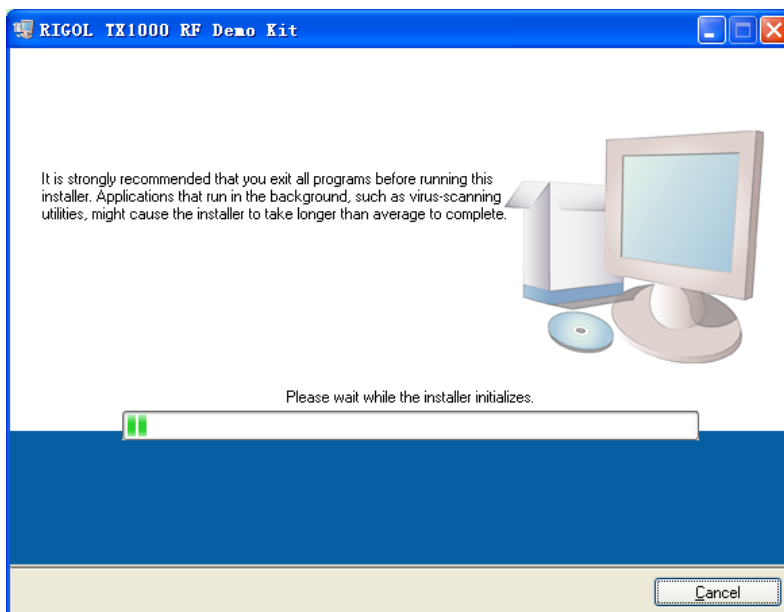 RIGOL TX1000 RF Demo Kit
It is strongly recommended that you exit all programs before running this
installer. Applications that run in the background, such as virus-scanning
utilities, might cause the installer to take longer than average to complete.
Please wait while the installer initializes.
Cancel